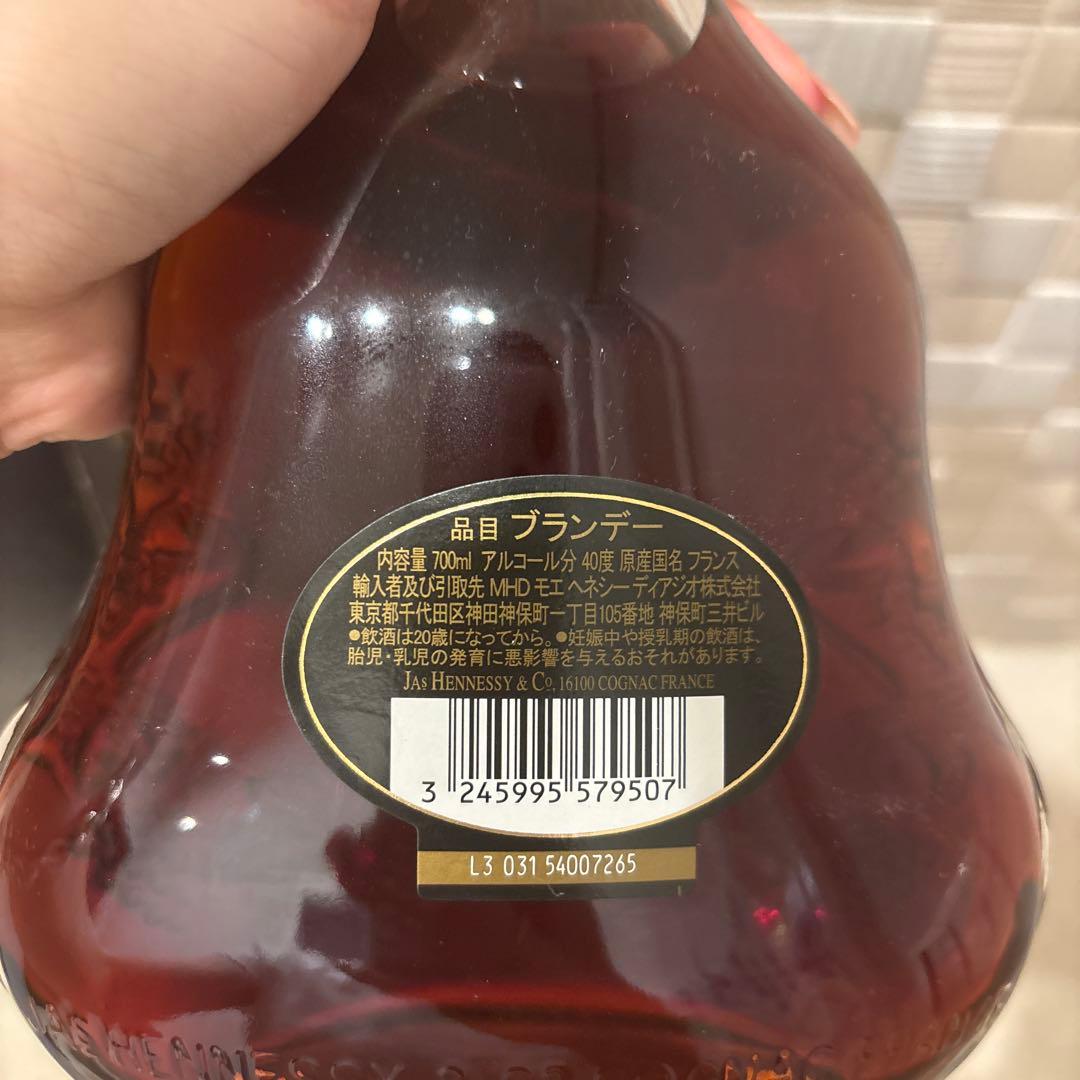 品目 ブランデー
内容量 700ml アルコール分 40度 原産国名 フランス
輸入者及び引取先 MHD モエ ヘネシー ディアジオ株式会社
東京都千代田区神田神保町一丁目105番地 神保町三井ビル
●飲酒は20歳になってから。●妊娠中や授乳期の飲酒は、
胎児・乳児の発育に悪影響を与えるおそれがあります。
JAS HENNESSY & CO, 16100 COGNAC FRANCE
3 245995 579507
L3 031 54007265
JAS HENNESSY &